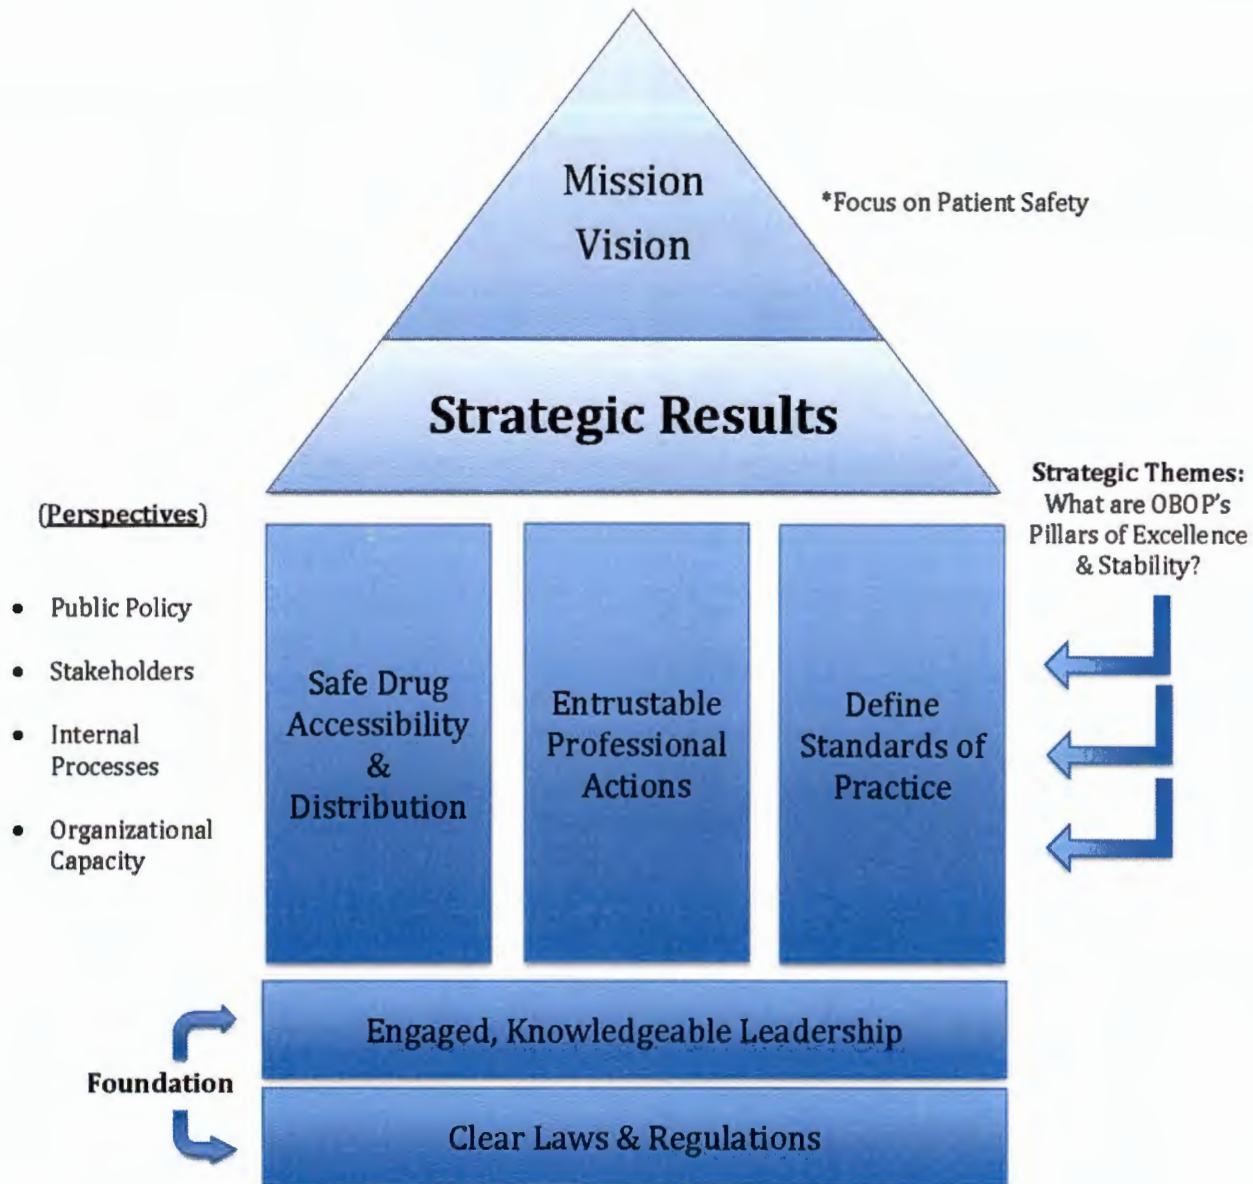 Mission
Vision
*Focus on Patient Safety
Strategic Results
(Perspectives)
• Public Policy
• Stakeholders
• Internal
Processes
• Organizational
Capacity
Safe Drug
Accessibility
&
Distribution
Entrustable
Professional
Actions
Define
Standards of
Practice
Strategic Themes:
What are OBOP's
Pillars of Excellence
& Stability?
Foundation
Engaged, Knowledgeable Leadership
Clear Laws & Regulations